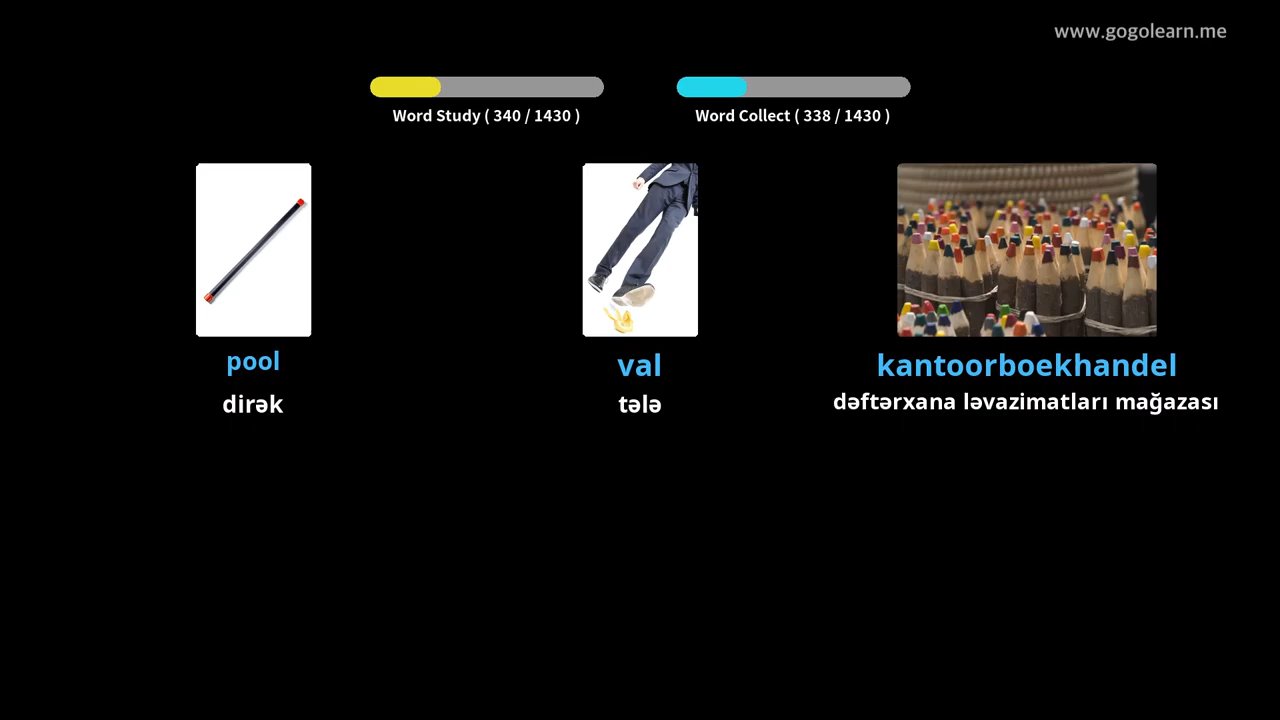 www.gogolearn.me
Word Study ( 340 / 1430 )
Word Collect ( 338 / 1430 )
pool
val
kantoorboekhandel
dirək
tələ
dəftərxana ləvazimatları mağazası